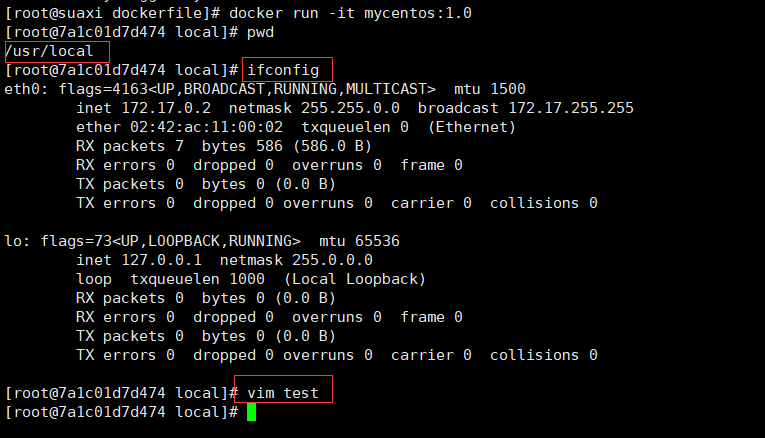 [root@suaxi dockerfile]# docker run -it mycentos:1.0
[root@7a1c01d7d474 local]# pwd
/usr/local
[root@7a1c01d7d474 local]# ifconfig
eth0: flags=4163<UP,BROADCAST,RUNNING,MULTICAST>  mtu 1500
        inet 172.17.0.2  netmask 255.255.0.0  broadcast 172.17.255.255
        ether 02:42:ac:11:00:02  txqueuelen 0  (Ethernet)
        RX packets 7  bytes 586 (586.0 B)
        RX errors 0  dropped 0  overruns 0  frame 0
        TX packets 0  bytes 0 (0.0 B)
        TX errors 0  dropped 0 overruns 0  carrier 0  collisions 0
lo: flags=73<UP,LOOPBACK,RUNNING>  mtu 65536
        inet 127.0.0.1  netmask 255.0.0.0
        loop  txqueuelen 1000  (Local Loopback)
        RX packets 0  bytes 0 (0.0 B)
        RX errors 0  dropped 0  overruns 0  frame 0
        TX packets 0  bytes 0 (0.0 B)
        TX errors 0  dropped 0 overruns 0  carrier 0  collisions 0
[root@7a1c01d7d474 local]# vim test
[root@7a1c01d7d474 local]#